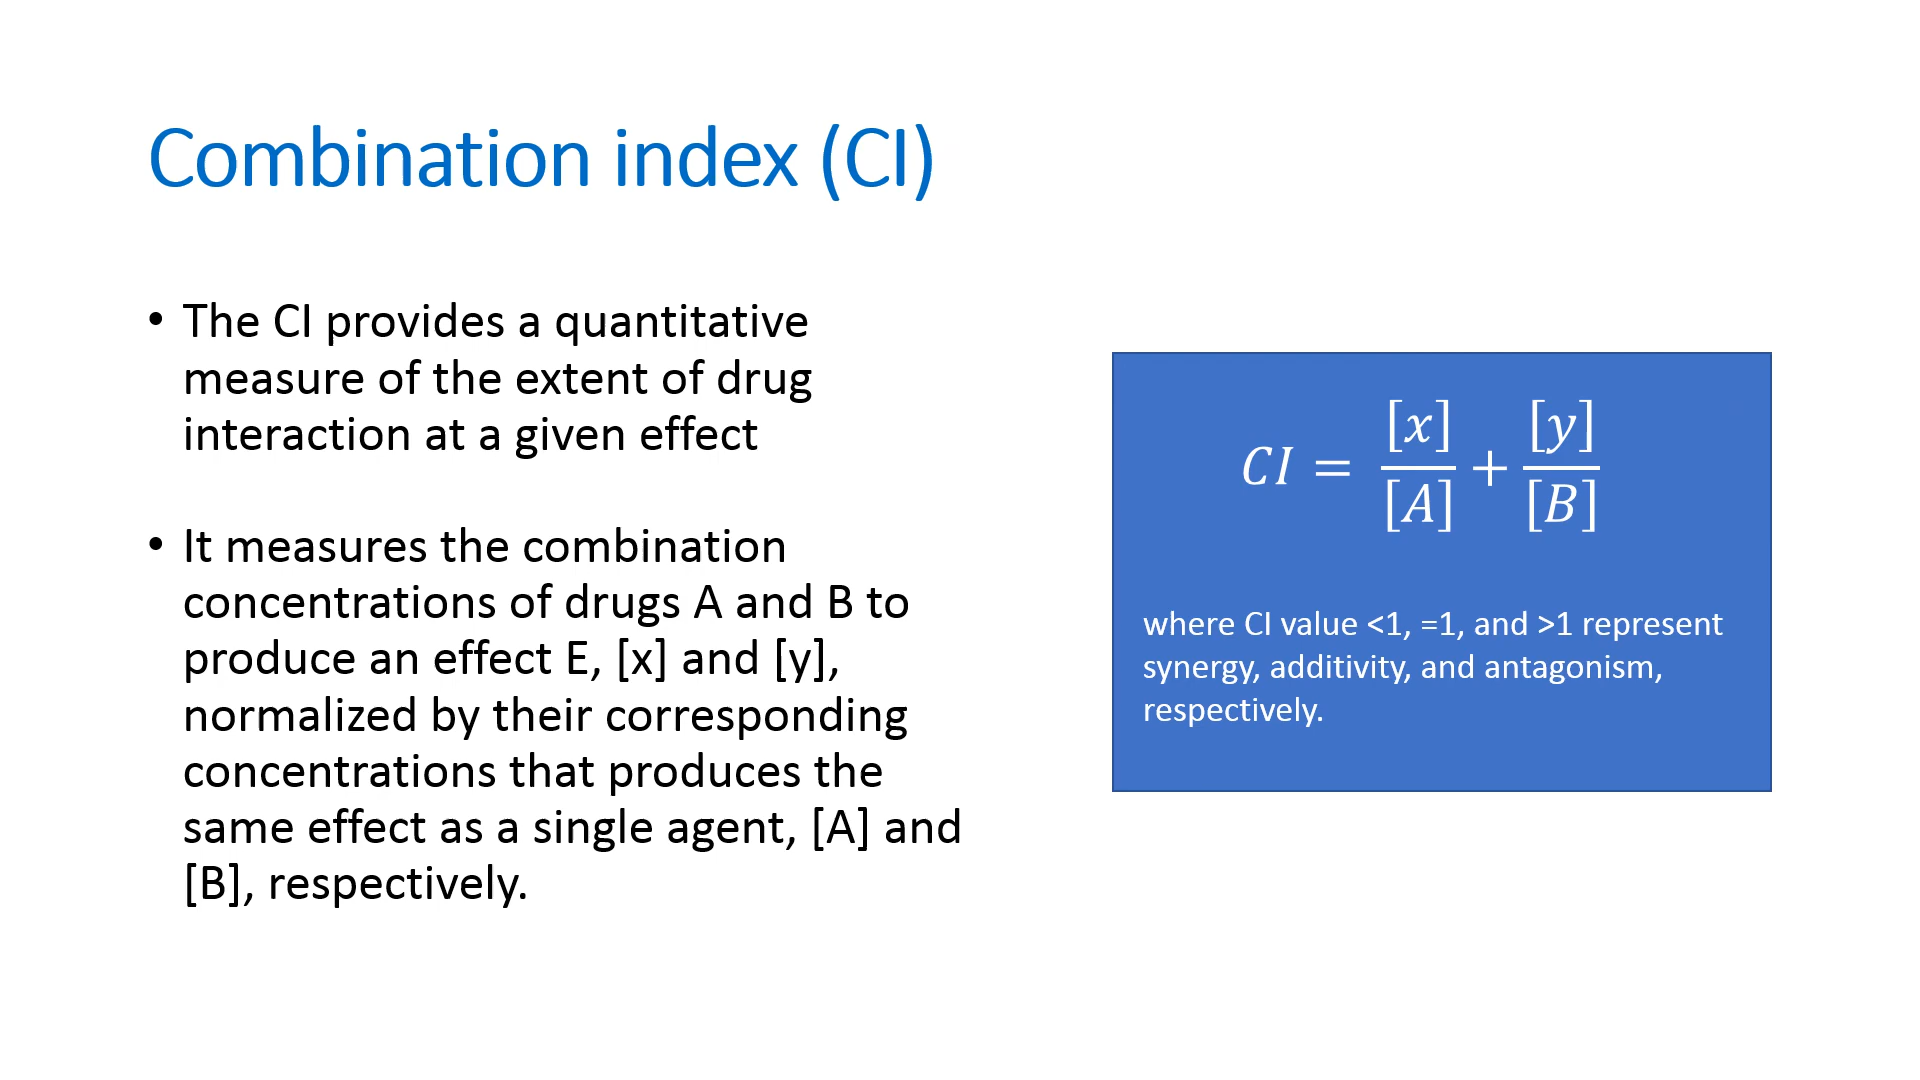 Combination index (CI)
• The CI provides a quantitative
measure of the extent of drug
interaction at a given effect
• It measures the combination
concentrations of drugs A and B to
produce an effect E, [x] and [y],
normalized by their corresponding
concentrations that produces the
same effect as a single agent, [A] and
[B], respectively.
CI = [x]/[A] + [y]/[B]
where CI value <1, =1, and >1 represent
synergy, additivity, and antagonism,
respectively.